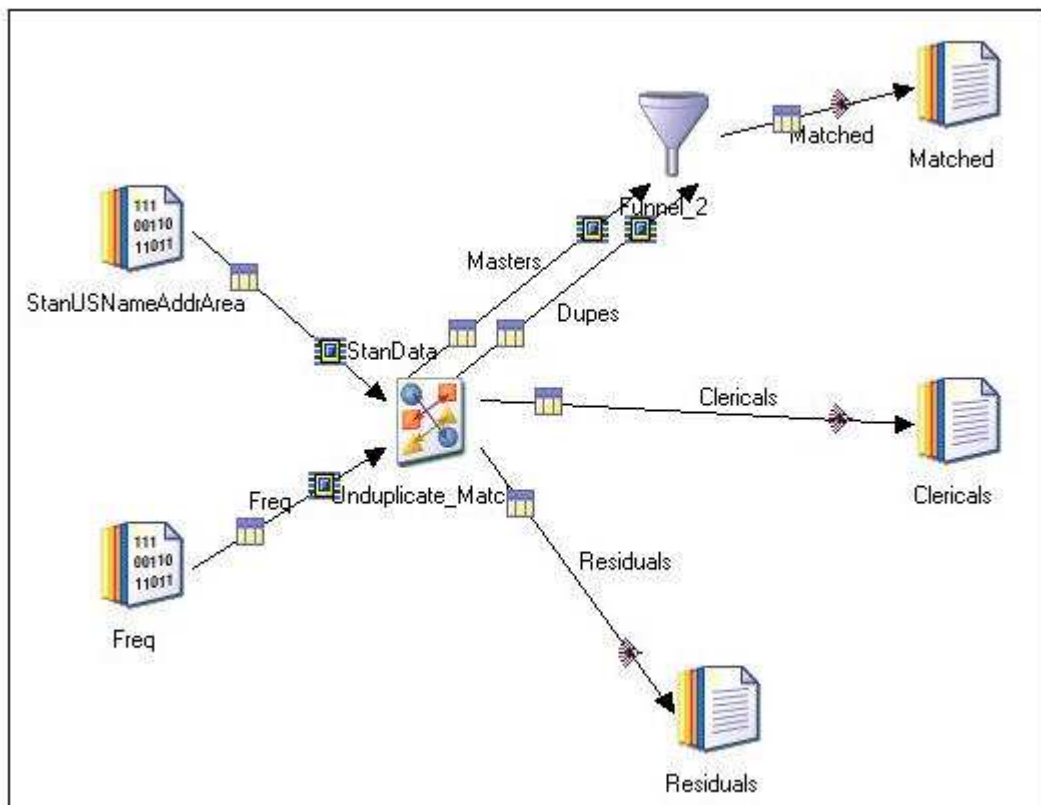 Matched
Matched
Funnel_2
Masters
Dupes
111
00110
11011
StanUSNameAddrArea
StanData
Clericals
Clericals
Unduplicate_Matc
Freq
111
00110
11011
Freq
Residuals
Residuals